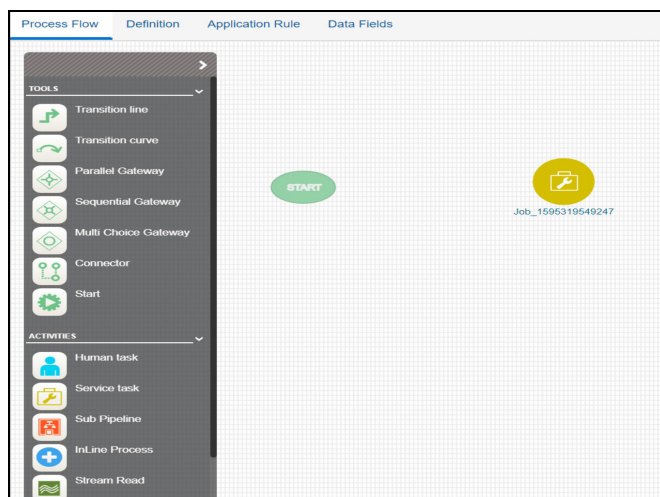 Process Flow Definition Application Rule Data Fields
TOOLS
Transition line
Transition curve
Parallel Gateway
Sequential Gateway
Multi Choice Gateway
Connector
Start
ACTIVITIES
Human task
Service task
Sub Pipeline
InLine Process
Stream Read
START
Job_1595319549247